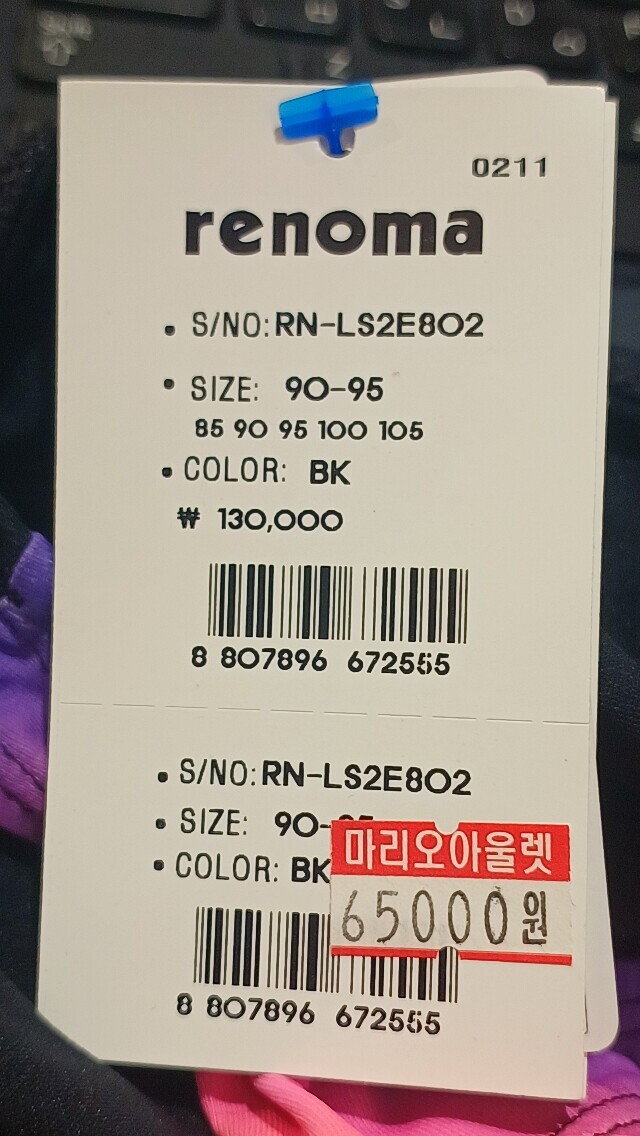 0211
renoma
• S/NO: RN-LS2E802
• SIZE: 90-95
85 90 95 100 105
• COLOR: BK
₩ 130,000
8 807896 672555
• S/NO: RN-LS2E802
• SIZE: 90-
• COLOR: BK
마리오아울렛
65000원
8 807896 672555